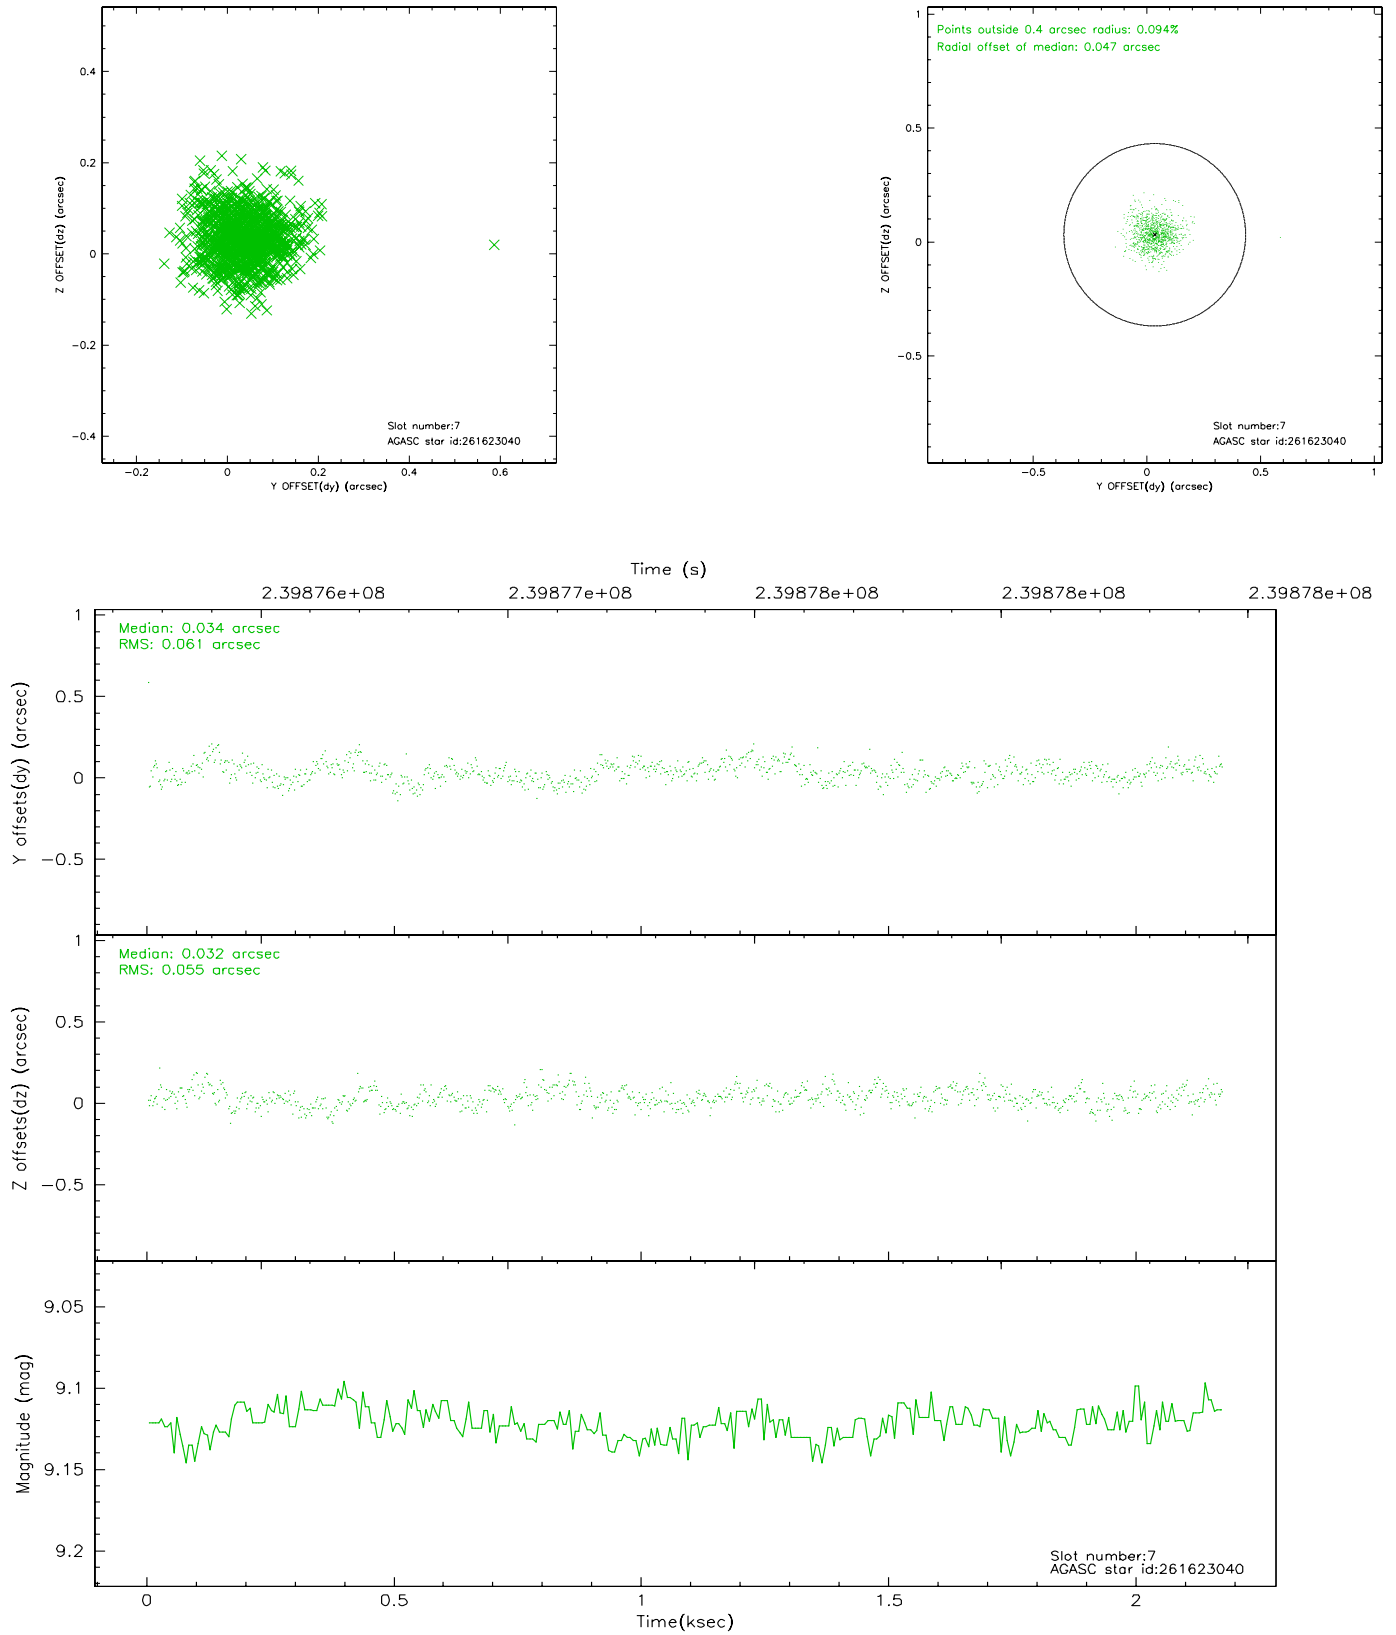 0.4
0.2
0
−0.2
−0.4
Z OFFSET(dz) (arcsec)
Slot number:7
AGASC star id:261623040
−0.2 0 0.2 0.4 0.6
Y OFFSET(dy) (arcsec)
Points outside 0.4 arcsec radius: 0.094%
Radial offset of median: 0.047 arcsec
1
0.5
0
−0.5
Z OFFSET(dz) (arcsec)
Slot number:7
AGASC star id:261623040
−0.5 0 0.5 1
Y OFFSET(dy) (arcsec)
Time (s)
2.39876e+08 2.39877e+08 2.39878e+08 2.39878e+08 2.39878e+08
Median: 0.034 arcsec
RMS: 0.061 arcsec
1
0.5
0
−0.5
Y offsets(dy) (arcsec)
Median: 0.032 arcsec
RMS: 0.055 arcsec
1
0.5
0
−0.5
Z offsets(dz) (arcsec)
9.05
9.1
9.15
9.2
Magnitude (mag)
Slot number:7
AGASC star id:261623040
0 0.5 1 1.5 2
Time(ksec)